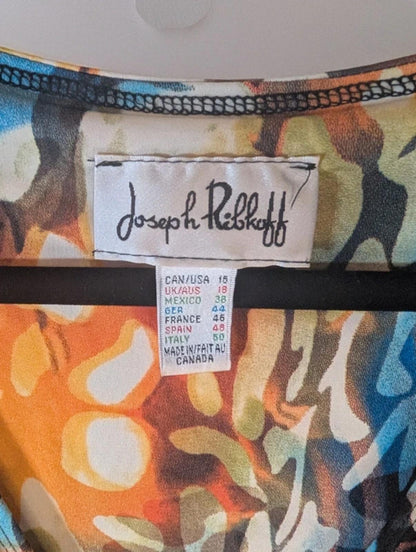 Joseph Ribkoff
CAN/USA 16
UK/AUS 18
MEXICO 38
GER 44
FRANCE 46
SPAIN 48
ITALY 50
MADE IN/FAIT AU
CANADA